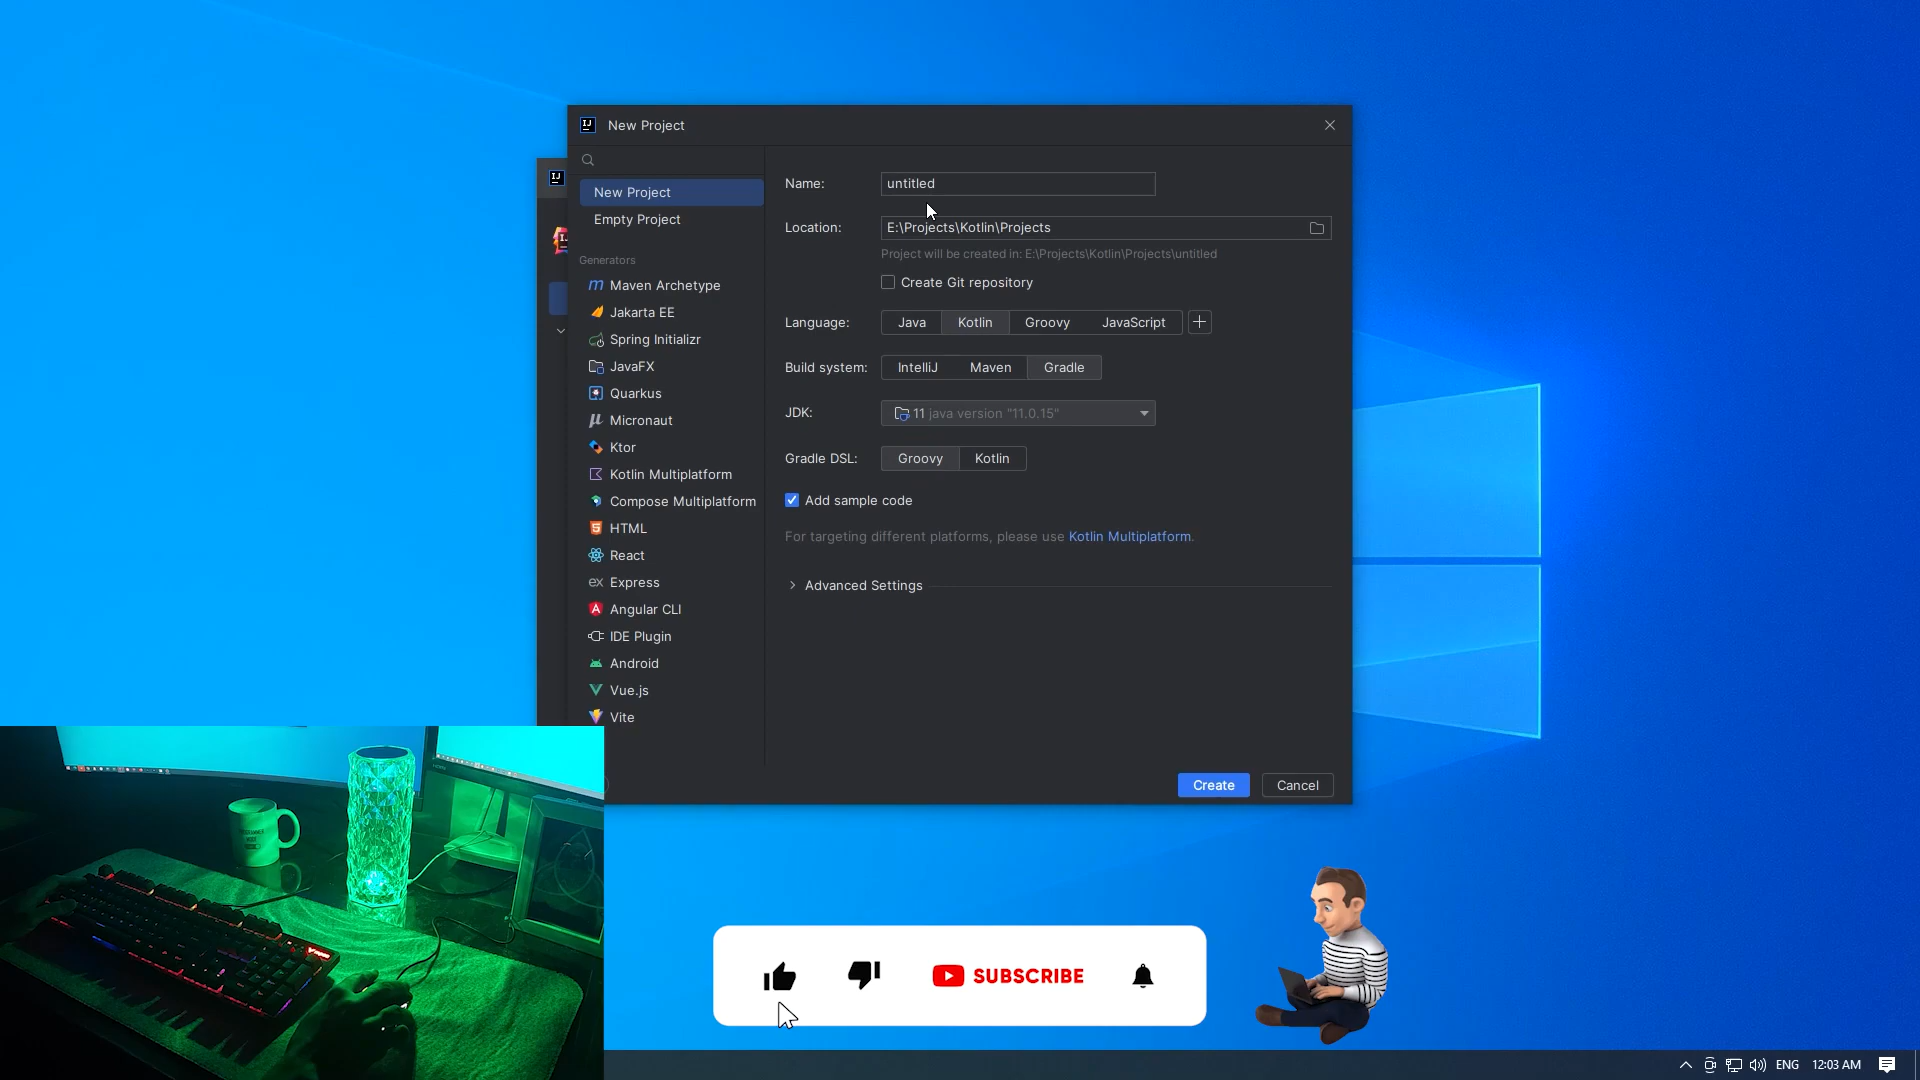 New Project
New Project
Empty Project
Generators
Maven Archetype
Jakarta EE
Spring Initializr
JavaFX
Quarkus
Micronaut
Ktor
Kotlin Multiplatform
Compose Multiplatform
HTML
React
ex Express
Angular CLI
IDE Plugin
Android
Vue.js
Vite
Name: untitled
Location: E:\Projects\Kotlin\Projects
Project will be created in: E:\Projects\Kotlin\Projects\untitled
Create Git repository
Language: Java Kotlin Groovy JavaScript
Build system: IntelliJ Maven Gradle
JDK: 11 java version "11.0.15"
Gradle DSL: Groovy Kotlin
Add sample code
For targeting different platforms, please use Kotlin Multiplatform.
Advanced Settings
Create Cancel
SUBSCRIBE
ENG 12:03 AM